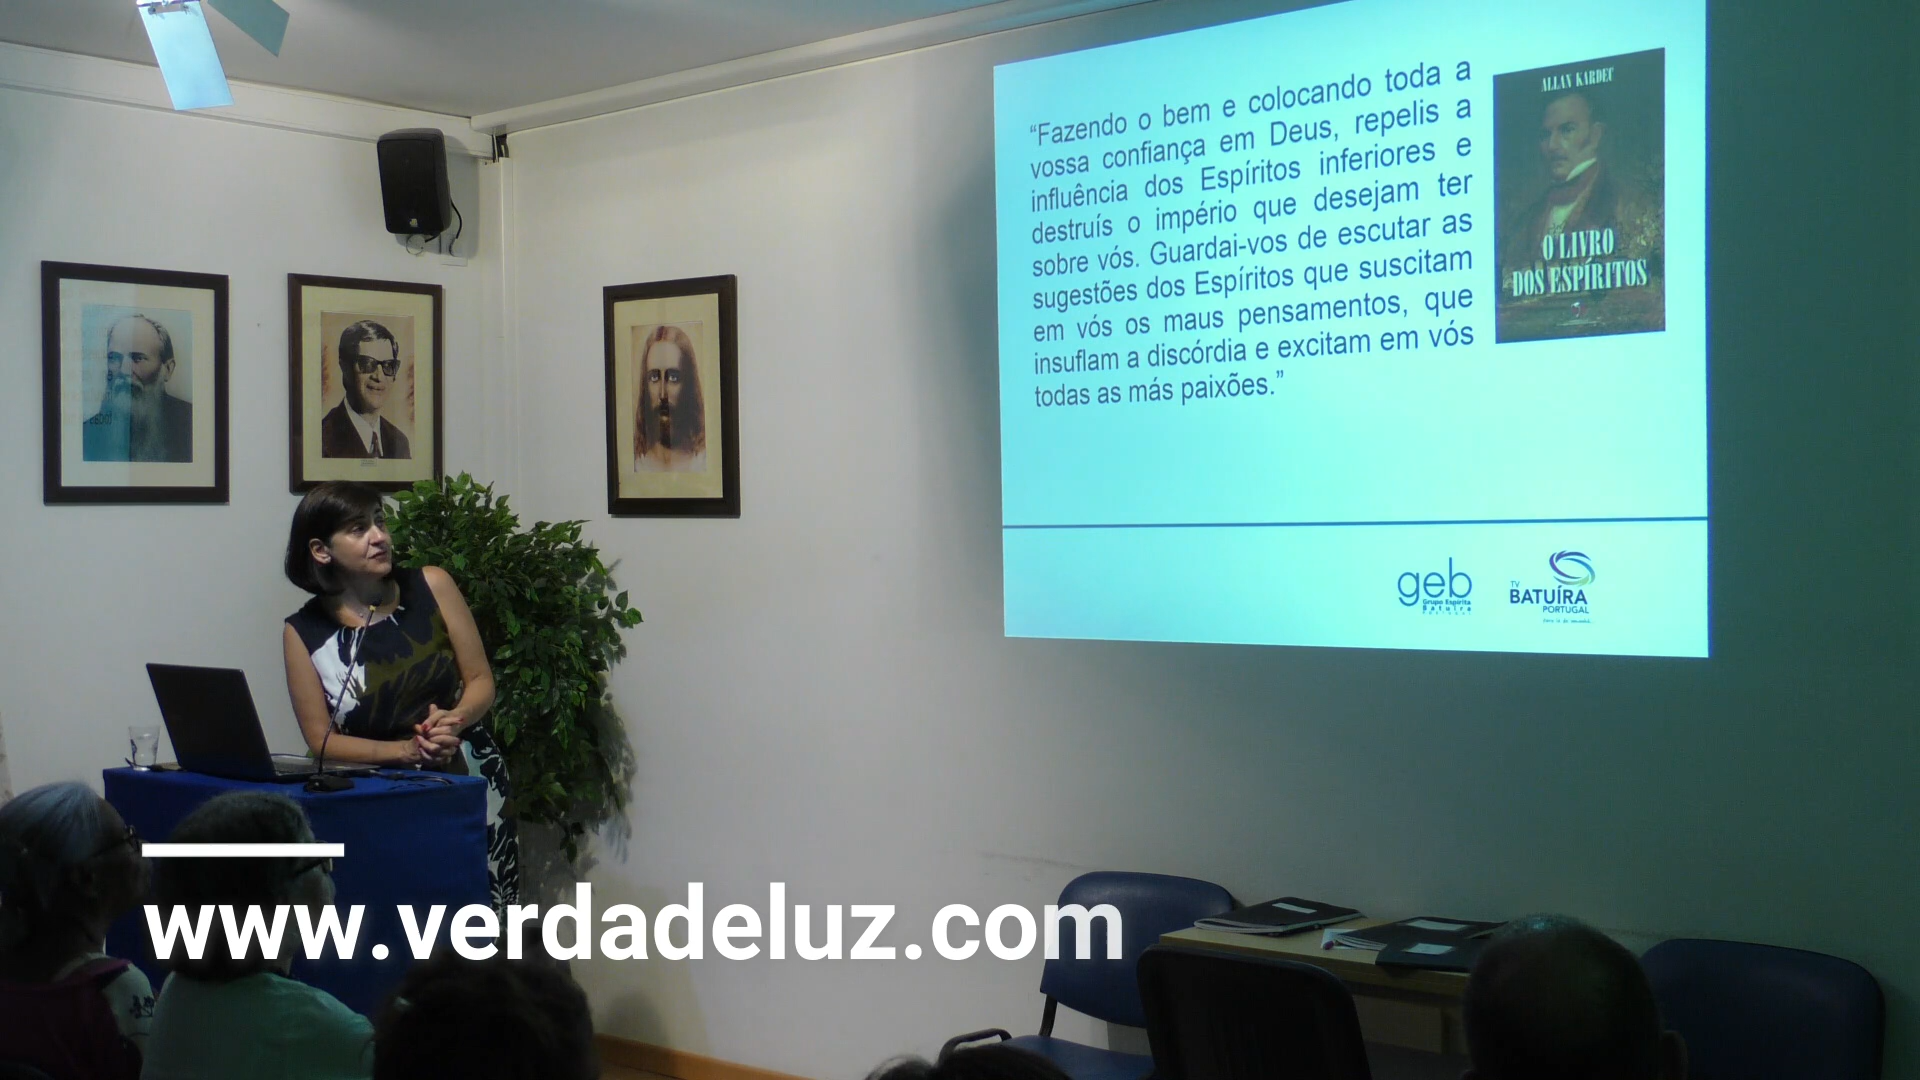 “Fazendo o bem e colocando toda a
vossa confiança em Deus, repelis a
influência dos Espíritos inferiores e
destruís o império que desejam ter
sobre vós. Guardai-vos de escutar as
sugestões dos Espíritos que suscitam
em vós os maus pensamentos, que
insuflam a discórdia e excitam em vós
todas as más paixões.”
ALLAN KARDEC
O LIVRO
DOS ESPÍRITOS
geb
Grupo Espírita
Batuíra
TV
BATUÍRA
PORTUGAL
www.verdadeluz.com